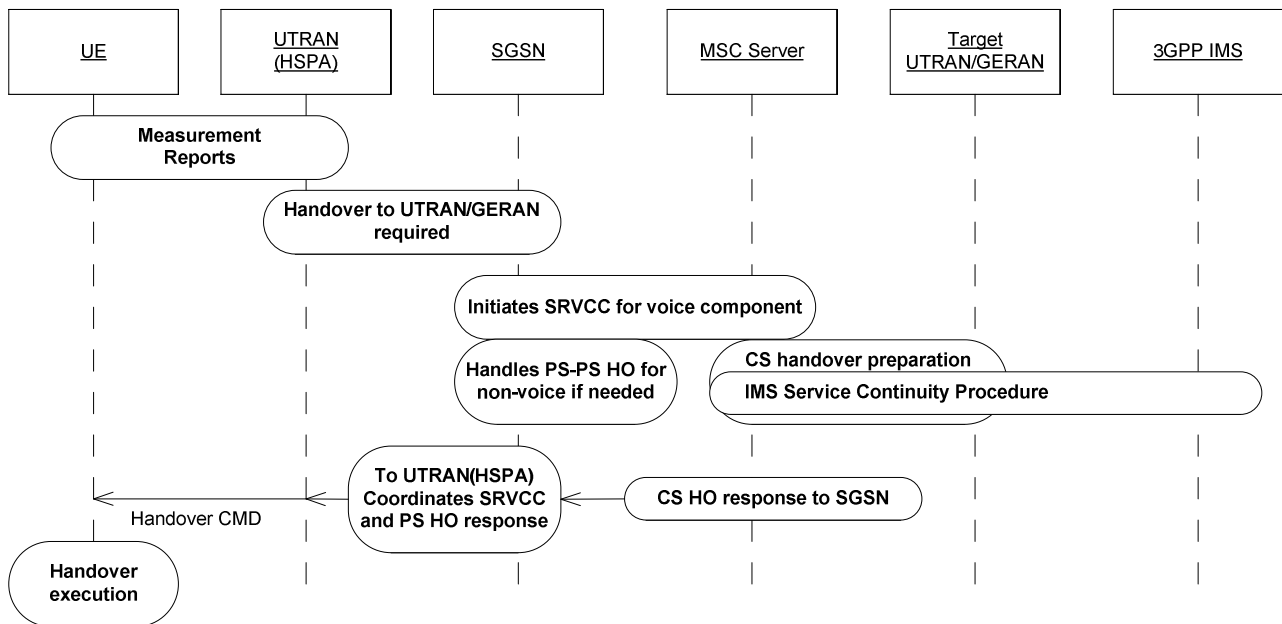 UE
UTRAN
(HSPA)
SGSN
MSC Server
Target
UTRAN/GERAN
3GPP IMS
Measurement
Reports
Handover to UTRAN/GERAN
required
Initiates SRVCC for voice component
Handles PS-PS HO for
non-voice if needed
CS handover preparation
IMS Service Continuity Procedure
To UTRAN(HSPA)
Coordinates SRVCC
and PS HO response
CS HO response to SGSN
Handover CMD
Handover
execution